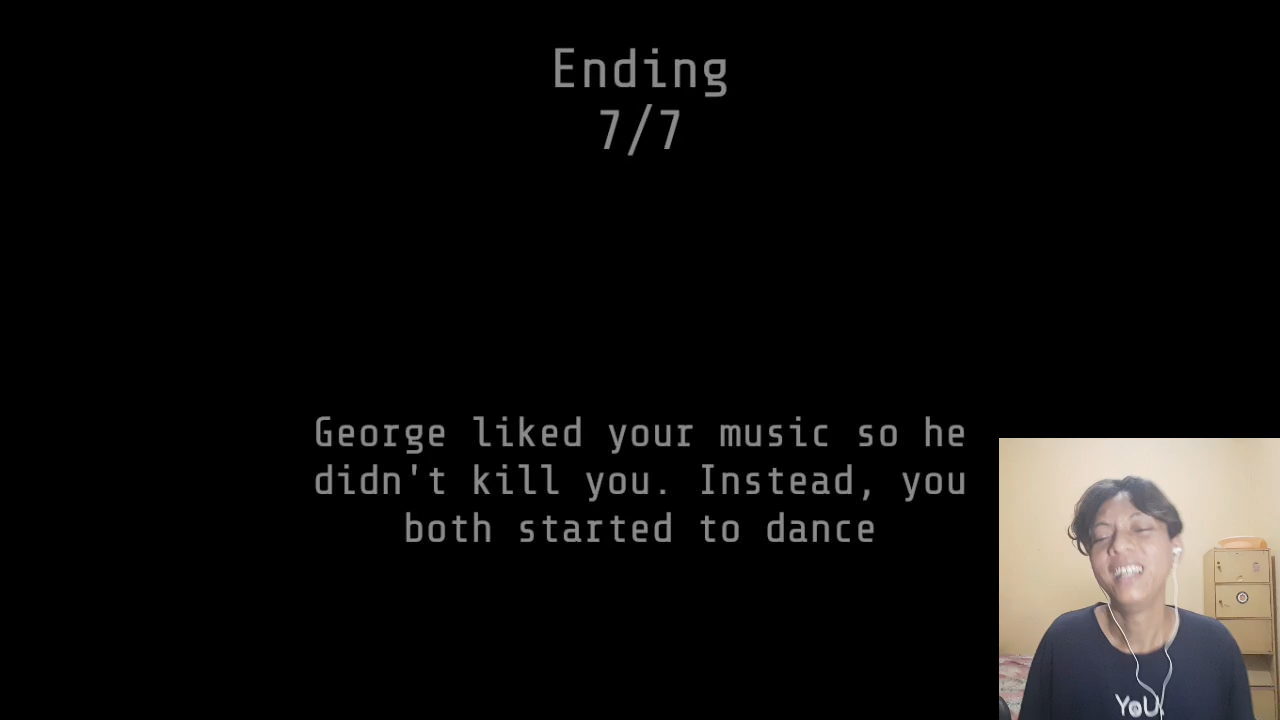 Ending
7/7
George liked your music so he
didn't kill you. Instead, you
both started to dance
YoU